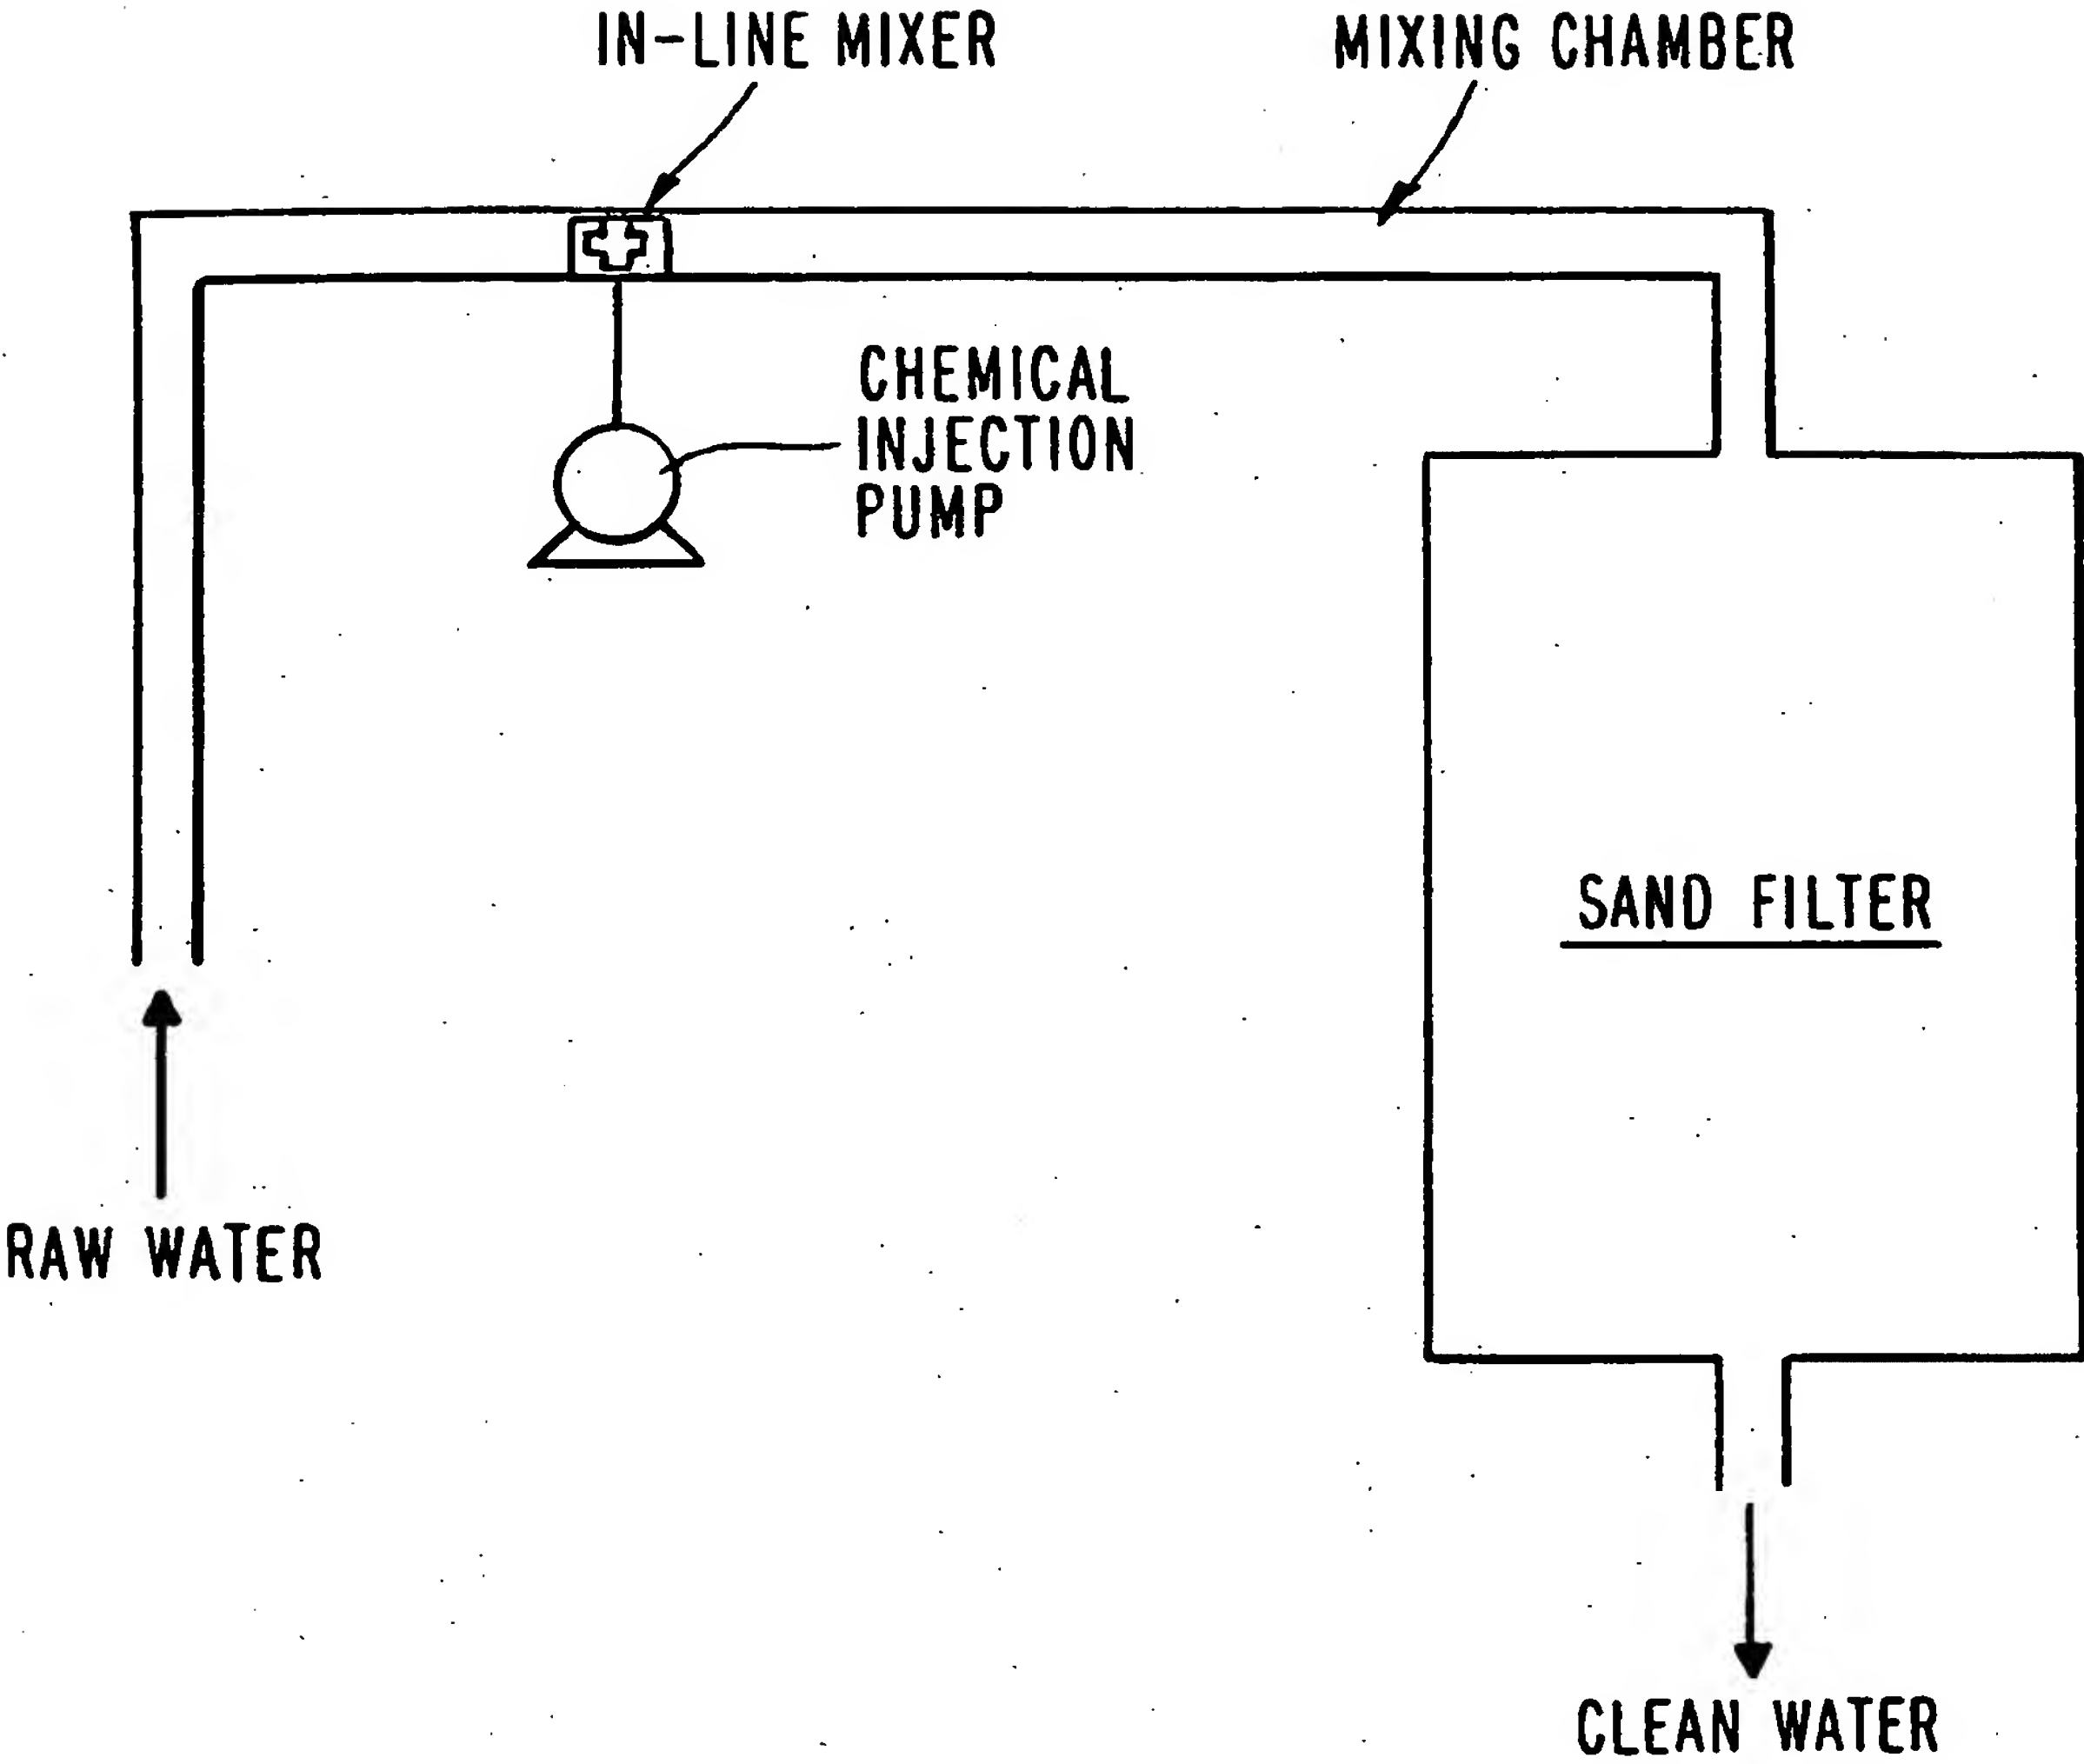 IN-LINE MIXER
MIXING CHAMBER
CHEMICAL
INJECTION
PUMP
SAND FILTER
RAW WATER
CLEAN WATER